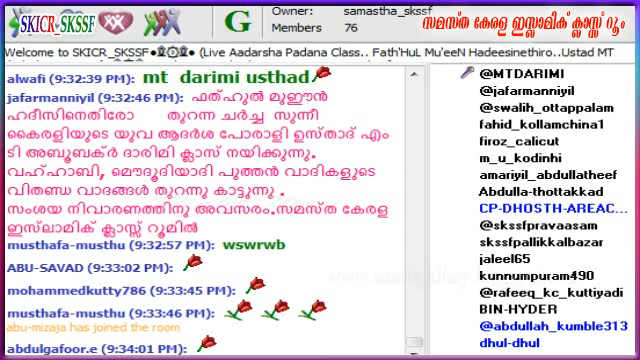 SKICR_SKSSF
G
Owner: samastha_skssf
Members 76
സമസ്ത കേരള ഇസ്ലാമിക് ക്ലാസ്സ് റൂം
Welcome to SKICR_SKSSF (Live Aadarsha Padana Class.. Fath'HuL Mu'eeN Hadeesinethiro..Ustad MT
alwafi (9:32:39 PM): mt darimi usthad
jafarmanniyil (9:32:46 PM): ഫത്ഹുൽ മുഈൻ
ഹദീസിനെതിരോ തുറന്ന ചർച്ച സുന്നീ
കൈരളിയുടെ യുവ ആദർശ പോരാളി ഉസ്താദ് എം
ടി അബൂബക്ർ ദാരിമി ക്ലാസ് നയിക്കുന്നു.
വഹ്ഹാബി, മൌദൂദിയാദി പുത്തൻ വാദികളുടെ
വിതണ്ഡ വാദങ്ങൾ തുറന്നു കാട്ടുന്നു .
സംശയ നിവാരണത്തിനു അവസരം.സമസ്ത കേരള
ഇസ്ലാമിക് ക്ലാസ്സ് റൂമിൽ
musthafa-musthu (9:32:57 PM): wswrwb
ABU-SAVAD (9:33:02 PM):
mohammedkutty786 (9:33:45 PM):
musthafa-musthu (9:33:46 PM):
abu-mizaja has joined the room
abdulgafoor.e (9:34:01 PM):
@MTDARIMI
@jafarmanniyil
@swalih_ottappalam
fahid_kollamchina1
firoz_calicut
m_u_kodinhi
amariyil_abdullatheef
Abdulla-thottakkad
CP-DHOSTH-AREAC...
@skssfpravaasam
skssfpallikkalbazar
jaleel65
kunnumpuram490
@rafeeq_kc_kuttiyadi
BIN-HYDER
@abdullah_kumble313
dhul-dhul